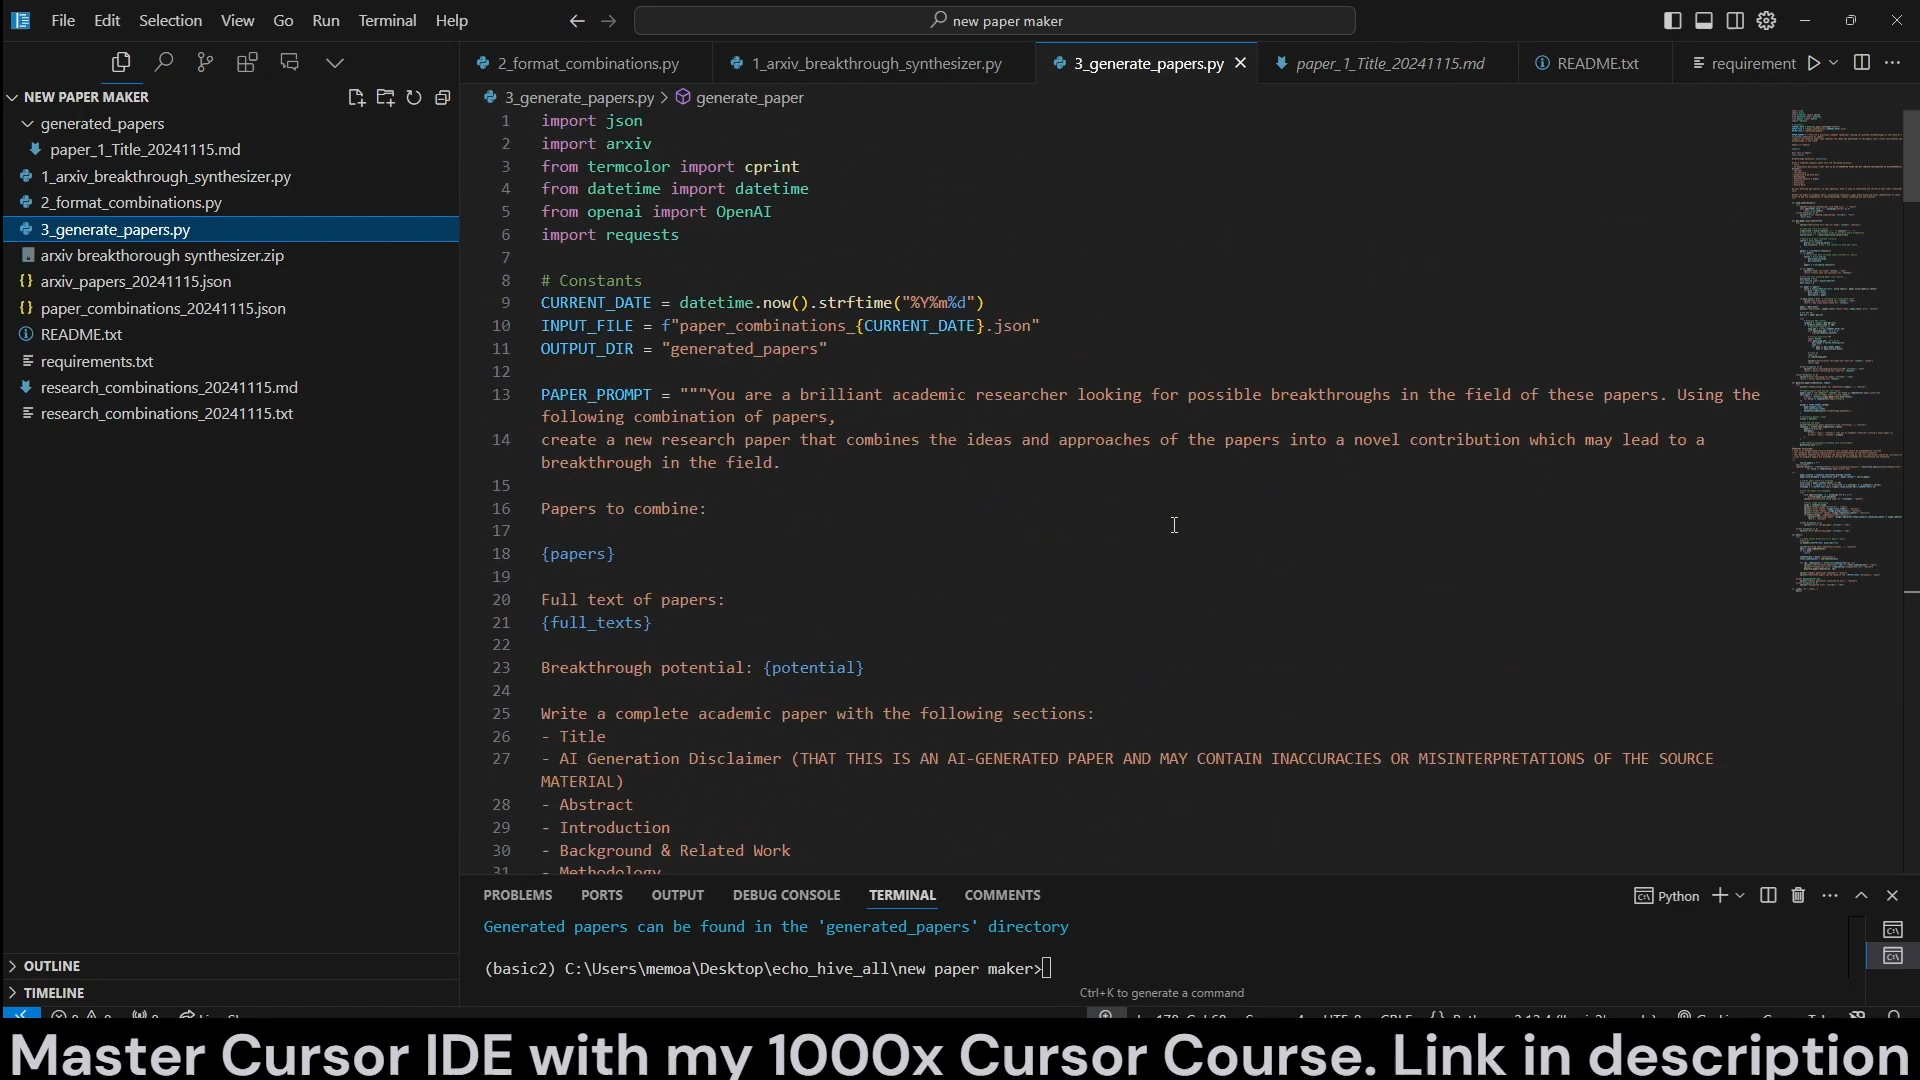 File Edit Selection View Go Run Terminal Help
new paper maker
2_format_combinations.py
1_arxiv_breakthrough_synthesizer.py
3_generate_papers.py
paper_1_Title_20241115.md
README.txt
requirement
NEW PAPER MAKER
generated_papers
paper_1_Title_20241115.md
1_arxiv_breakthrough_synthesizer.py
2_format_combinations.py
3_generate_papers.py
arxiv breakthorough synthesizer.zip
{} arxiv_papers_20241115.json
{} paper_combinations_20241115.json
README.txt
requirements.txt
research_combinations_20241115.md
research_combinations_20241115.txt
OUTLINE
TIMELINE
3_generate_papers.py > generate_paper
1 import json
2 import arxiv
3 from termcolor import cprint
4 from datetime import datetime
5 from openai import OpenAI
6 import requests
7
8 # Constants
9 CURRENT_DATE = datetime.now().strftime("%Y%m%d")
10 INPUT_FILE = f"paper_combinations_{CURRENT_DATE}.json"
11 OUTPUT_DIR = "generated_papers"
12
13 PAPER_PROMPT = """You are a brilliant academic researcher looking for possible breakthroughs in the field of these papers. Using the
following combination of papers,
14 create a new research paper that combines the ideas and approaches of the papers into a novel contribution which may lead to a
breakthrough in the field.
15
16 Papers to combine:
17
18 {papers}
19
20 Full text of papers:
21 {full_texts}
22
23 Breakthrough potential: {potential}
24
25 Write a complete academic paper with the following sections:
26 - Title
27 - AI Generation Disclaimer (THAT THIS IS AN AI-GENERATED PAPER AND MAY CONTAIN INACCURACIES OR MISINTERPRETATIONS OF THE SOURCE
MATERIAL)
28 - Abstract
29 - Introduction
30 - Background & Related Work
31 - Methodology
PROBLEMS PORTS OUTPUT DEBUG CONSOLE TERMINAL COMMENTS
Python
Generated papers can be found in the 'generated_papers' directory
(basic2) C:\Users\memoa\Desktop\echo_hive_all\new paper maker>
Ctrl+K to generate a command
Master Cursor IDE with my 1000x Cursor Course. Link in description